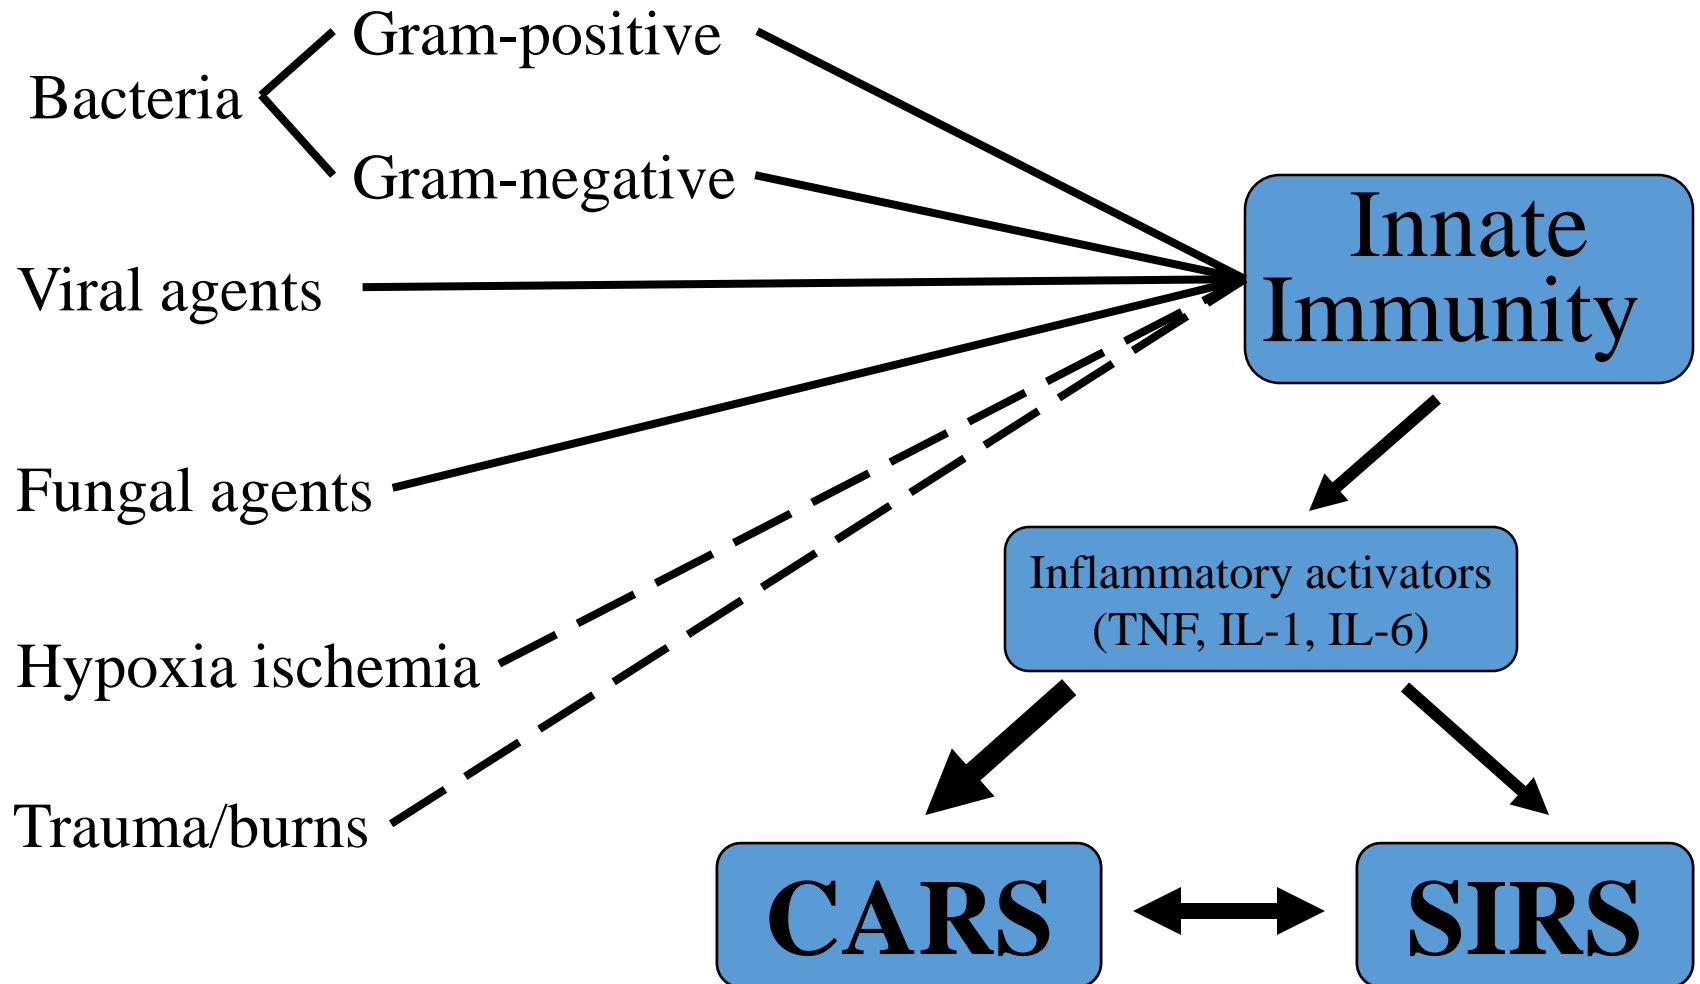 Gram-positive
Bacteria
Gram-negative
Viral agents
Fungal agents
Hypoxia ischemia
Trauma/burns
Innate
Immunity
Inflammatory activators
(TNF, IL-1, IL-6)
CARS
SIRS